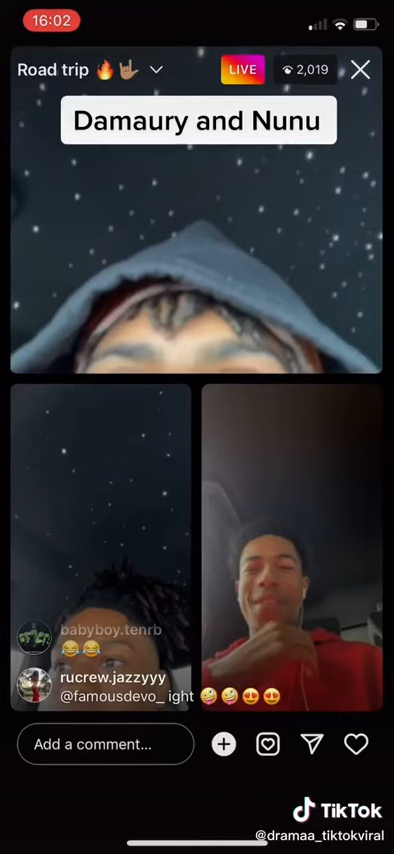 16:02
Road trip 🔥🤟🏽
LIVE
2,019
Damaury and Nunu
babyboy.tenrb
😂😂
rucrew.jazzyyy
@famousdevo_ ight 🤪🤪😍😍
Add a comment...
TikTok
@dramaa_tiktokviral